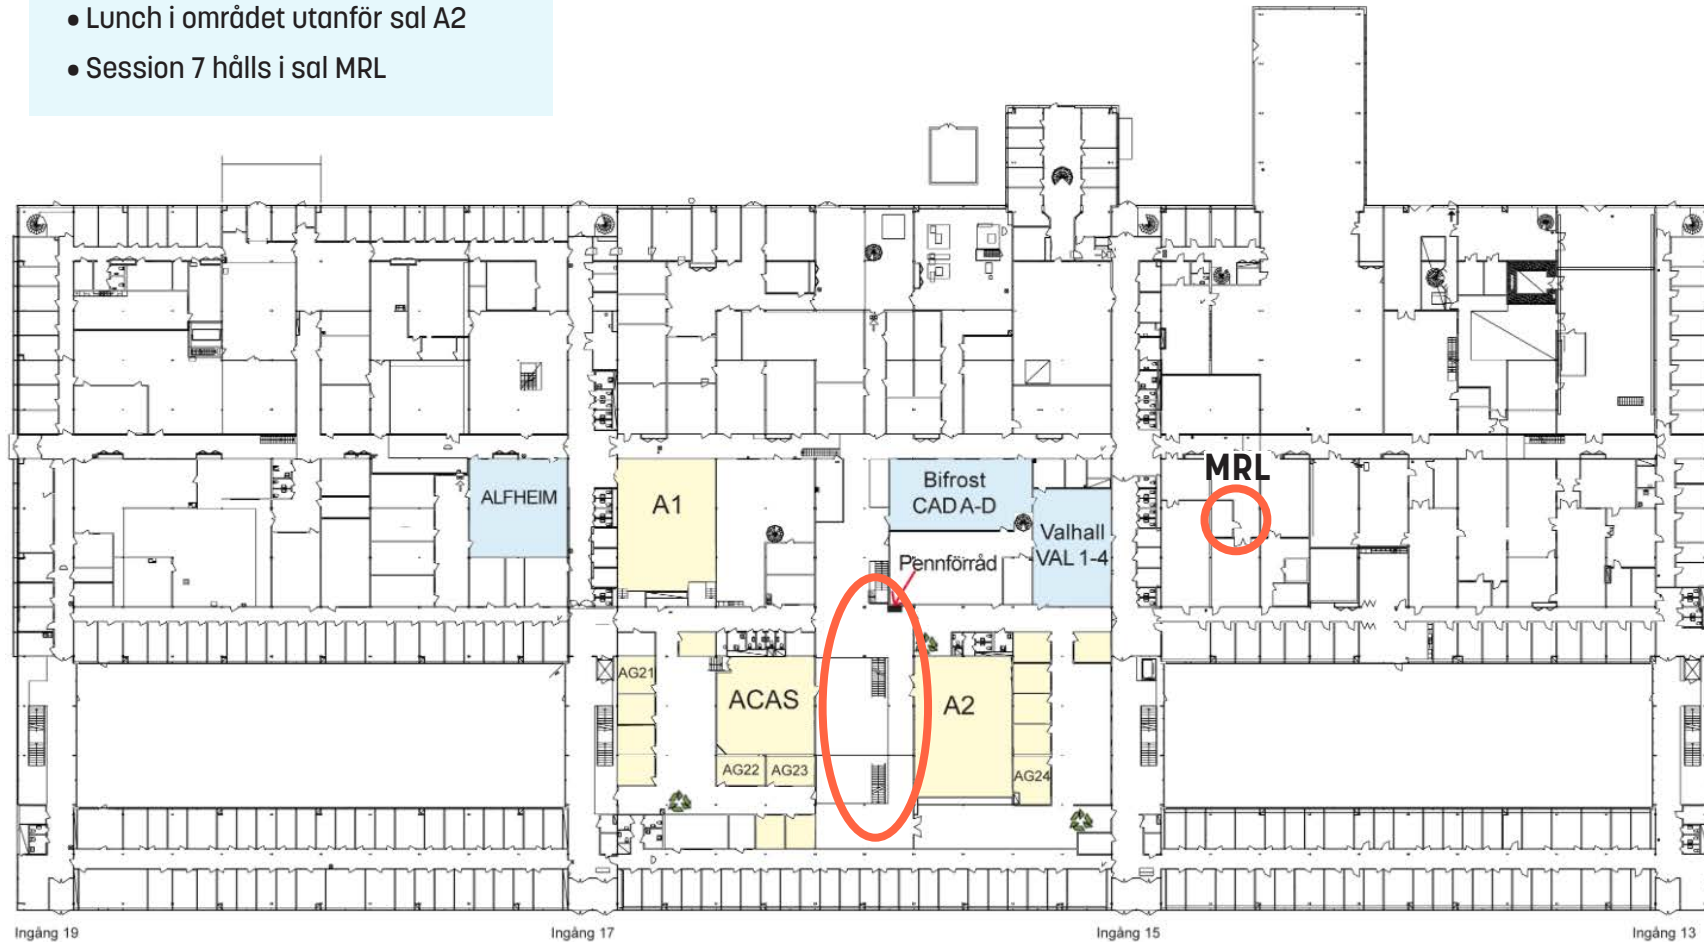 • Lunch i området utanför sal A2
• Session 7 hålls i sal MRL
MRL
ALFHEIM
A1
Bifrost
CAD A-D
Valhall
VAL 1-4
Pennförråd
AG21
ACAS
A2
AG22
AG23
AG24
Ingång 19
Ingång 17
Ingång 15
Ingång 13